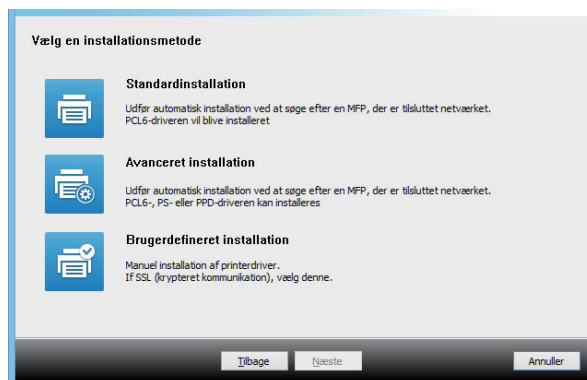 Vælg en installationsmetode
Standardinstallation
Udfør automatisk installation ved at søge efter en MFP, der er tilsluttet netværket.
PCL6-driveren vil blive installeret
Avanceret installation
Udfør automatisk installation ved at søge efter en MFP, der er tilsluttet netværket.
PCL6-, PS- eller PPD-driveren kan installeres
Brugerdefineret installation
Manuel installation af printerdriver.
If SSL (krypteret kommunikation), vælg denne.
Tilbage Næste Annuller